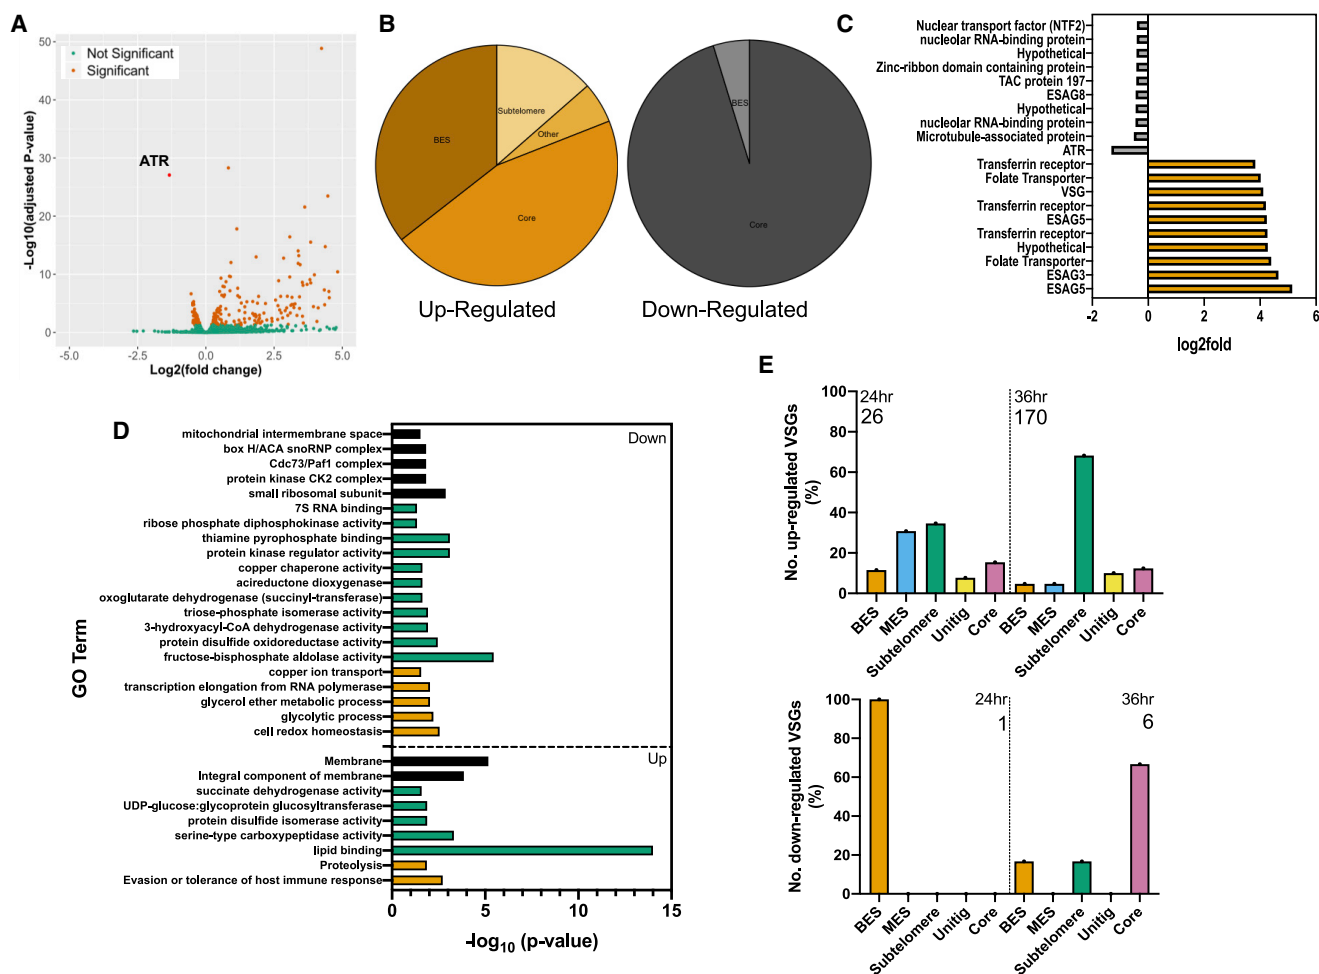 A
50
40
30
20
10
0
-Log10(adjusted P-value)
Not Significant
Significant
ATR
-5.0
-2.5
0.0
2.5
5.0
Log2(fold change)
B
BES
Subtelomere
Other
Core
Up-Regulated
BES
Core
Down-Regulated
C
Nuclear transport factor (NTF2)
nucleolar RNA-binding protein
Hypothetical
Zinc-ribbon domain containing protein
TAC protein 197
ESAG8
Hypothetical
nucleolar RNA-binding protein
Microtubule-associated protein
ATR
Transferrin receptor
Folate Transporter
VSG
Transferrin receptor
ESAG5
Transferrin receptor
Hypothetical
Folate Transporter
ESAG3
ESAG5
-2
0
2
4
6
log2fold
D
GO Term
Down
mitochondrial intermembrane space
box H/ACA snoRNP complex
Cdc73/Paf1 complex
protein kinase CK2 complex
small ribosomal subunit
7S RNA binding
ribose phosphate diphosphokinase activity
thiamine pyrophosphate binding
protein kinase regulator activity
copper chaperone activity
acireductone dioxygenase
oxoglutarate dehydrogenase (succinyl-transferase)
triose-phosphate isomerase activity
3-hydroxyacyl-CoA dehydrogenase activity
protein disulfide oxidoreductase activity
fructose-bisphosphate aldolase activity
copper ion transport
transcription elongation from RNA polymerase
glycerol ether metabolic process
glycolytic process
cell redox homeostasis
Up
Membrane
Integral component of membrane
succinate dehydrogenase activity
UDP-glucose:glycoprotein glucosyltransferase
protein disulfide isomerase activity
serine-type carboxypeptidase activity
lipid binding
Proteolysis
Evasion or tolerance of host immune response
0
5
10
15
-log10 (p-value)
E
No. up-regulated VSGs
(%)
100
80
60
40
20
0
24hr
26
36hr
170
BES
MES
Subtelomere
Unitig
Core
BES
MES
Subtelomere
Unitig
Core
No. down-regulated VSGs
(%)
100
80
60
40
20
0
24hr
1
36hr
6
BES
MES
Subtelomere
Unitig
Core
BES
MES
Subtelomere
Unitig
Core